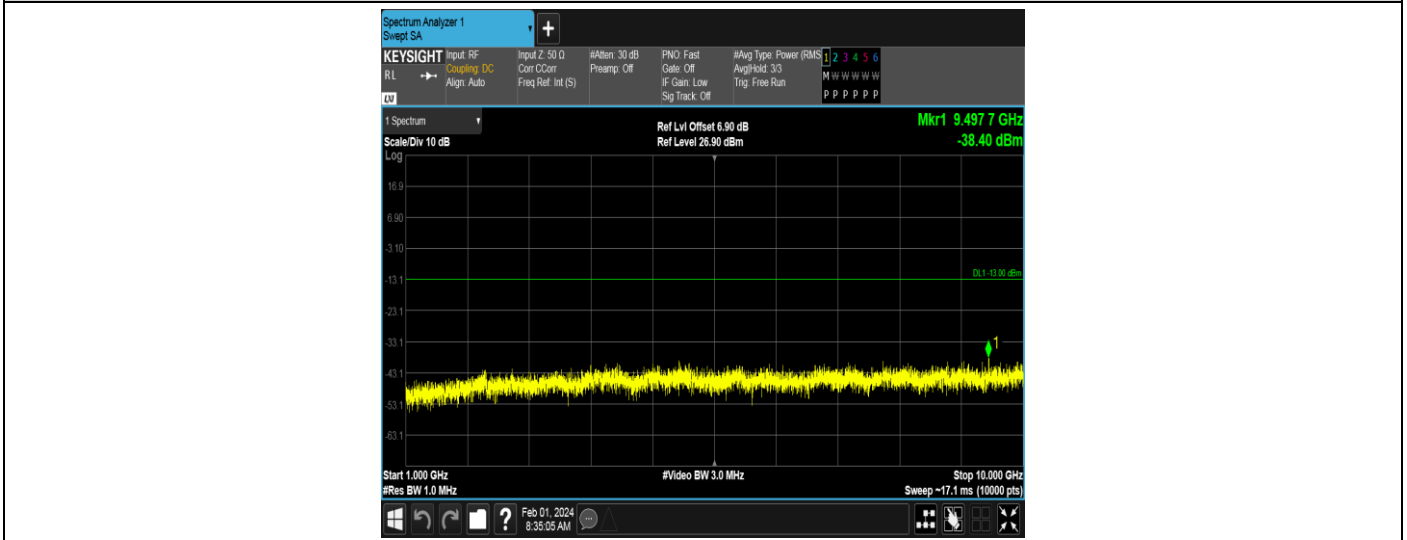 Spectrum Analyzer 1
Swept SA
+
KEYSIGHT
RL
LXI
Input: RF
Coupling: DC
Align: Auto
Input Z: 50 Ω
Corr CCorr
Freq Ref: Int (S)
#Atten: 30 dB
Preamp: Off
PNO: Fast
Gate: Off
IF Gain: Low
Sig Track: Off
#Avg Type: Power (RMS
Avg|Hold: 3/3
Trig: Free Run
1 2 3 4 5 6
M W W W W W
P P P P P P
1 Spectrum
Scale/Div 10 dB
Ref Lvl Offset 6.90 dB
Ref Level 26.90 dBm
Mkr1 9.497 7 GHz
-38.40 dBm
Log
16.9
6.90
-3.10
-13.1
DL1 -13.00 dBm
-23.1
-33.1
1
-43.1
-53.1
-63.1
Start 1.000 GHz
#Video BW 3.0 MHz
Stop 10.000 GHz
#Res BW 1.0 MHz
Sweep ~17.1 ms (10000 pts)
?
Feb 01, 2024
8:35:05 AM